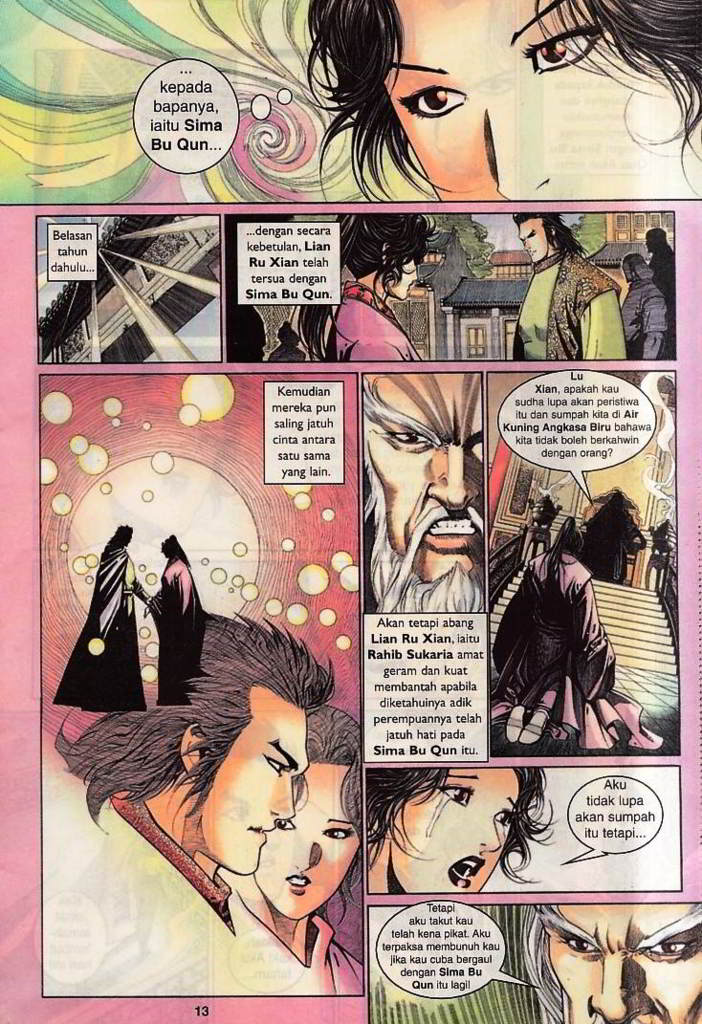 ...
kepada
bapanya,
iaitu Sima
Bu Qun...
Belasan
tahun
dahulu...
...dengan secara
kebetulan, Lian
Ru Xian telah
tersua dengan
Sima Bu Qun.
Kemudian
mereka pun
saling jatuh
cinta antara
satu sama
yang lain.
Akan tetapi abang
Lian Ru Xian, iaitu
Rahib Sukaria amat
geram dan kuat
membantah apabila
diketahuinya adik
perempuannya telah
jatuh hati pada
Sima Bu Qun itu.
Lu
Xian, apakah kau
sudha lupa akan peristiwa
itu dan sumpah kita di Air
Kuning Angkasa Biru bahawa
kita tidak boleh berkahwin
dengan orang?
Aku
tidak lupa
akan sumpah
itu tetapi...
Tetapi
aku takut kau
telah kena pikat. Aku
terpaksa membunuh kau
jika kau cuba bergaul
dengan Sima Bu
Qun itu lagi!
13